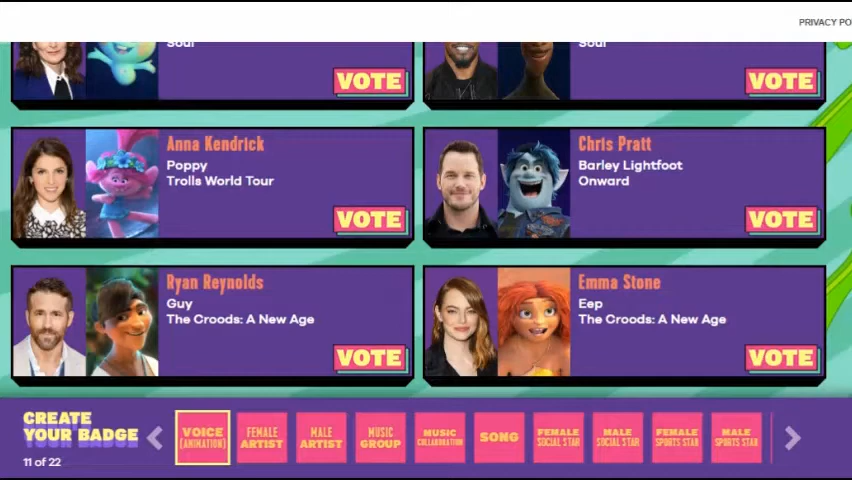 PRIVACY PO
Soul
VOTE
Soul
VOTE
Anna Kendrick
Poppy
Trolls World Tour
VOTE
Chris Pratt
Barley Lightfoot
Onward
VOTE
Ryan Reynolds
Guy
The Croods: A New Age
VOTE
Emma Stone
Eep
The Croods: A New Age
VOTE
CREATE
YOUR BADGE
11 of 22
VOICE
(ANIMATION)
FEMALE
ARTIST
MALE
ARTIST
MUSIC
GROUP
MUSIC
COLLABORATION
SONG
FEMALE
SOCIAL STAR
MALE
SOCIAL STAR
FEMALE
SPORTS STAR
MALE
SPORTS STAR